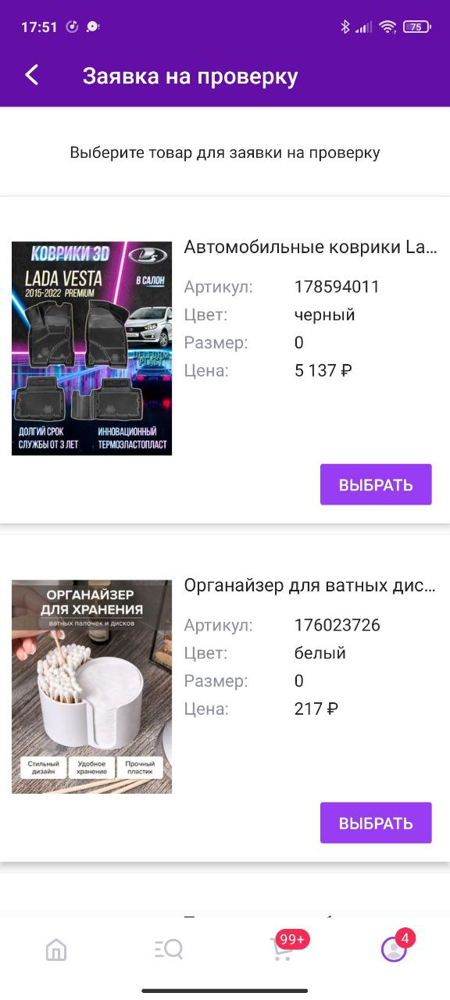 17:51
75
Заявка на проверку
Выберите товар для заявки на проверку
КОВРИКИ 3D
LADA VESTA
2015-2022 PREMIUM
В САЛОН
DELFORM
PLAST
ДОЛГИЙ СРОК
СЛУЖБЫ ОТ 3 ЛЕТ
ИННОВАЦИОННЫЙ
ТЕРМОЭЛАСТОПЛАСТ
Автомобильные коврики La...
Артикул: 178594011
Цвет: черный
Размер: 0
Цена: 5 137 ₽
ВЫБРАТЬ
ОРГАНАЙЗЕР
ДЛЯ ХРАНЕНИЯ
ватных палочек и дисков
Стильный
дизайн
Удобное
хранение
Прочный
пластик
Органайзер для ватных дис...
Артикул: 176023726
Цвет: белый
Размер: 0
Цена: 217 ₽
ВЫБРАТЬ
99+
4